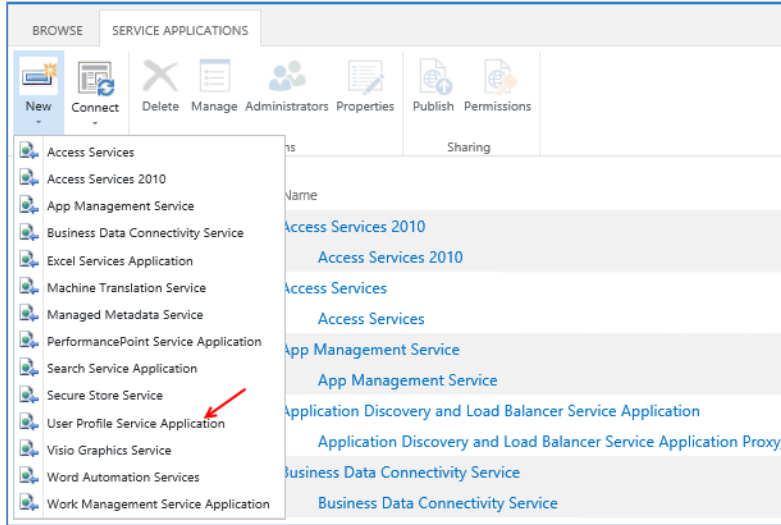 BROWSE
SERVICE APPLICATIONS
New
Connect
Delete
Manage
Administrators
Properties
Publish
Permissions
ns
Sharing
Access Services
Access Services 2010
App Management Service
Business Data Connectivity Service
Excel Services Application
Machine Translation Service
Managed Metadata Service
PerformancePoint Service Application
Search Service Application
Secure Store Service
User Profile Service Application
Visio Graphics Service
Word Automation Services
Work Management Service Application
Name
Access Services 2010
Access Services 2010
Access Services
Access Services
App Management Service
App Management Service
Application Discovery and Load Balancer Service Application
Application Discovery and Load Balancer Service Application Proxy
Business Data Connectivity Service
Business Data Connectivity Service